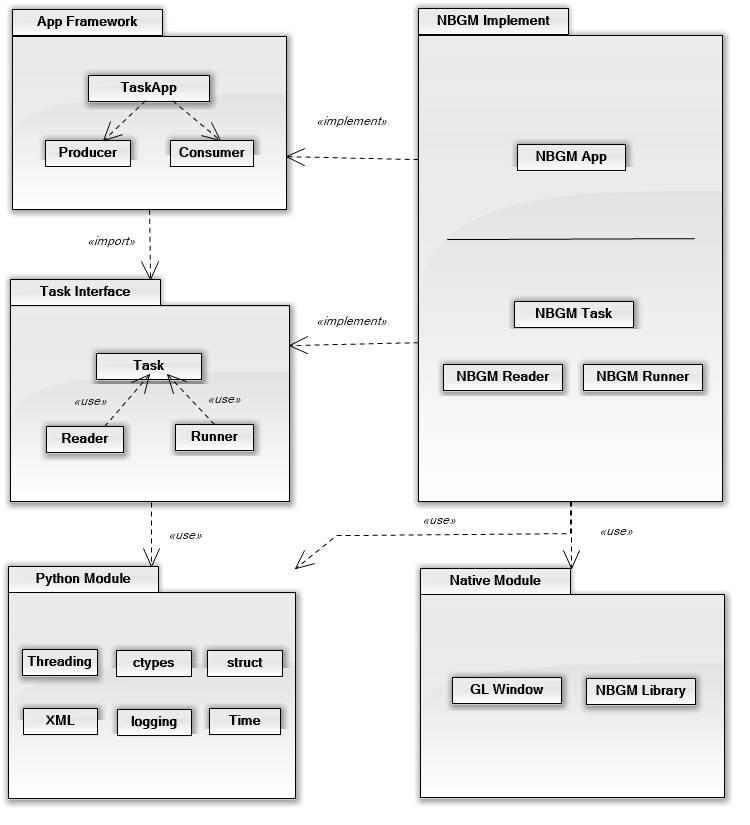 App Framework
NBGM Implement
TaskApp
Producer
Consumer
«implement»
NBGM App
«import»
Task Interface
«implement»
NBGM Task
Task
NBGM Reader
NBGM Runner
«use»
«use»
Reader
Runner
«use»
«use»
«use»
Python Module
Native Module
Threading
ctypes
struct
GL Window
NBGM Library
XML
logging
Time